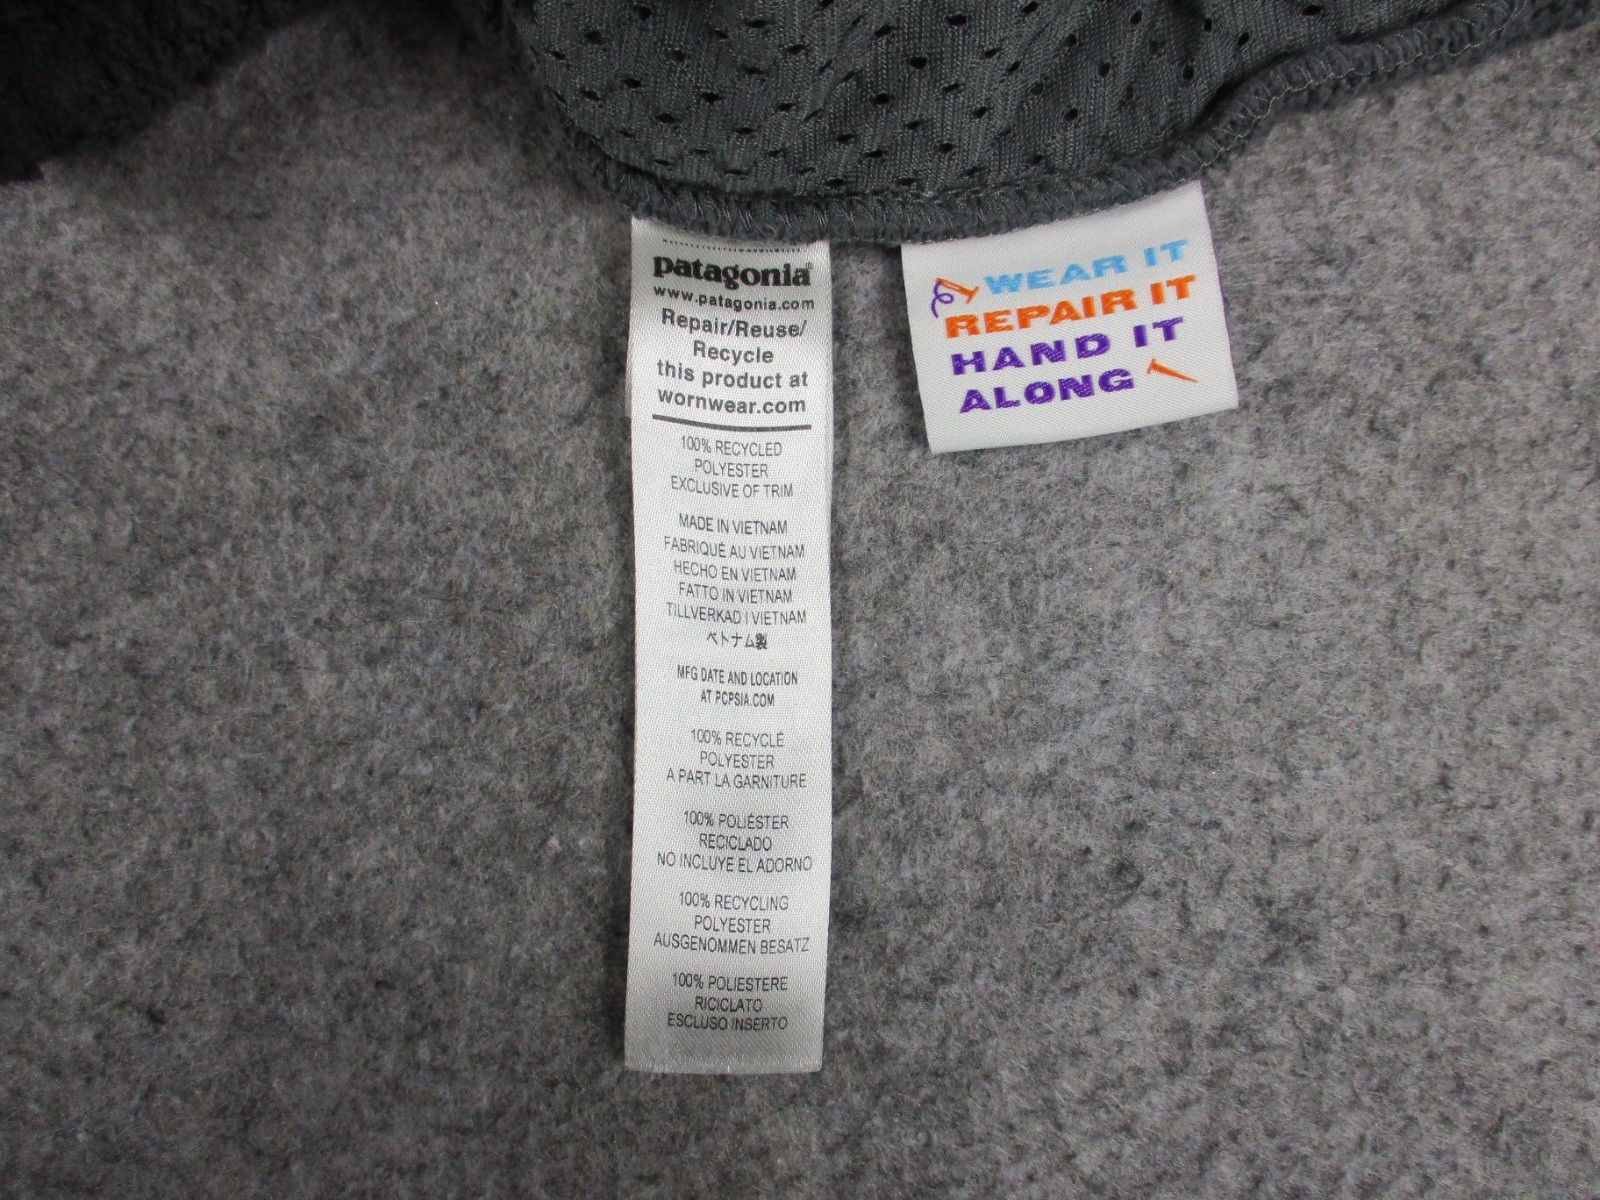 patagonia®
www.patagonia.com
Repair/Reuse/
Recycle
this product at
wornwear.com
100% RECYCLED
POLYESTER
EXCLUSIVE OF TRIM
MADE IN VIETNAM
FABRIQUÉ AU VIETNAM
HECHO EN VIETNAM
FATTO IN VIETNAM
TILLVERKAD I VIETNAM
ベトナム製
MFG DATE AND LOCATION
AT PCPSIA.COM
100% RECYCLÉ
POLYESTER
A PART LA GARNITURE
100% POLIÉSTER
RECICLADO
NO INCLUYE EL ADORNO
100% RECYCLING
POLYESTER
AUSGENOMMEN BESATZ
100% POLIESTERE
RICICLATO
ESCLUSO INSERTO
WEAR IT
REPAIR IT
HAND IT
ALONG